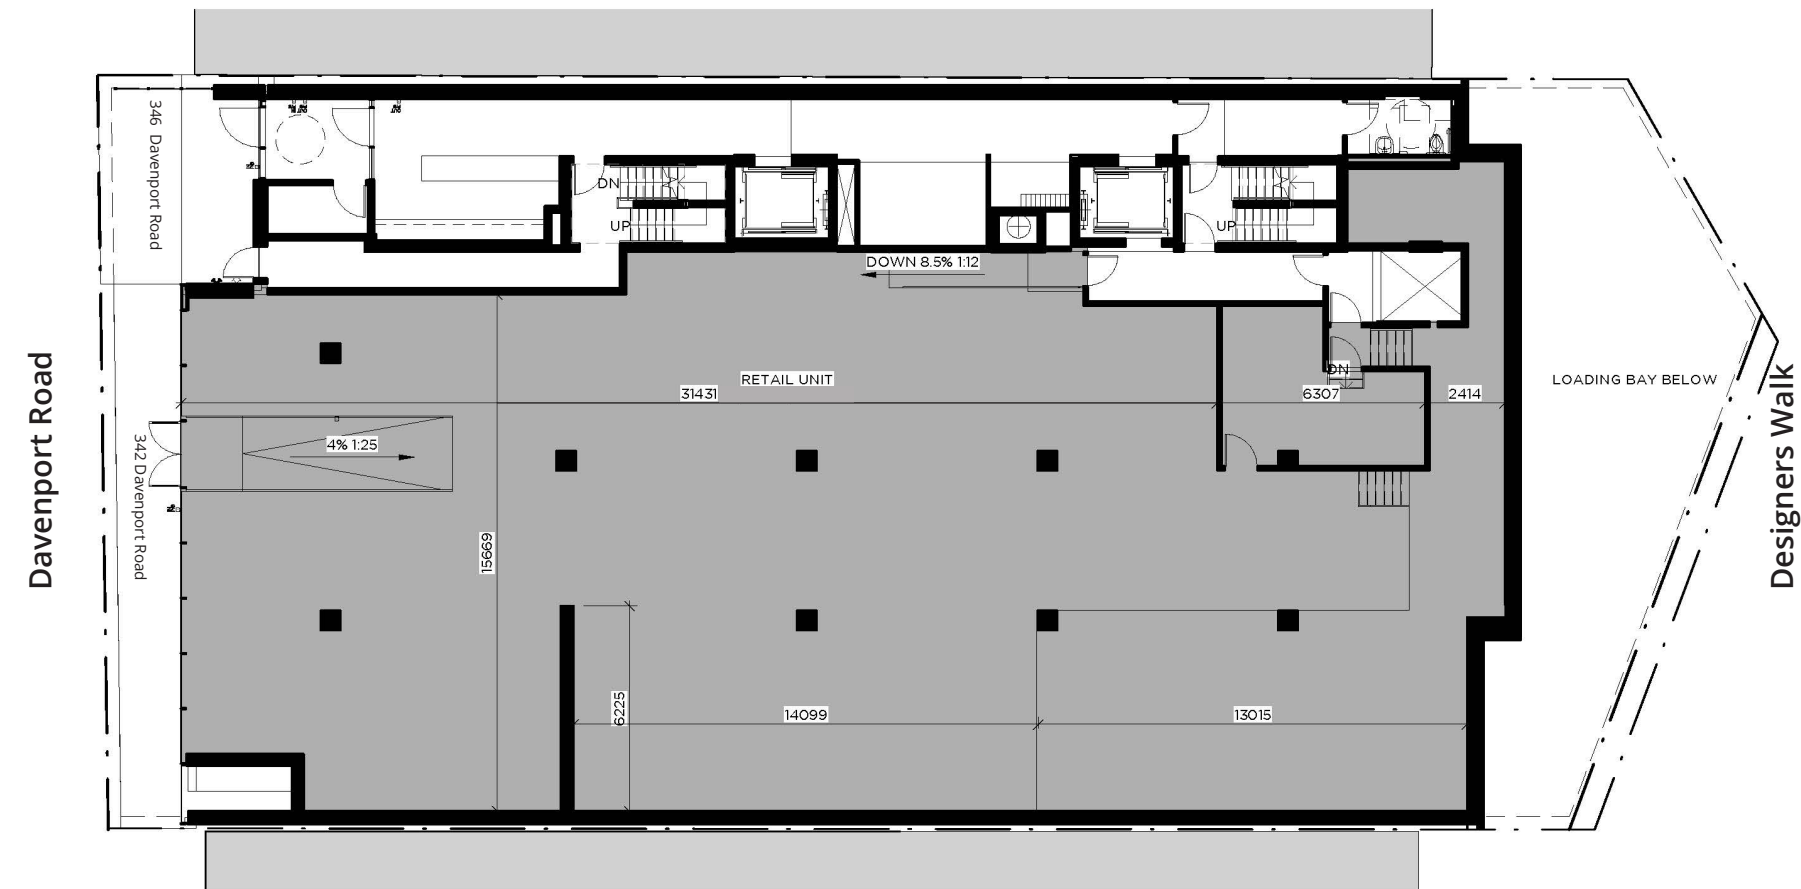 346 Davenport Road
DN
UP
UP
DOWN 8.5% 1:12
Davenport Road
RETAIL UNIT
31431
6307
DN
2414
LOADING BAY BELOW
4% 1:25
342 Davenport Road
15669
6225
14099
13015
Designers Walk